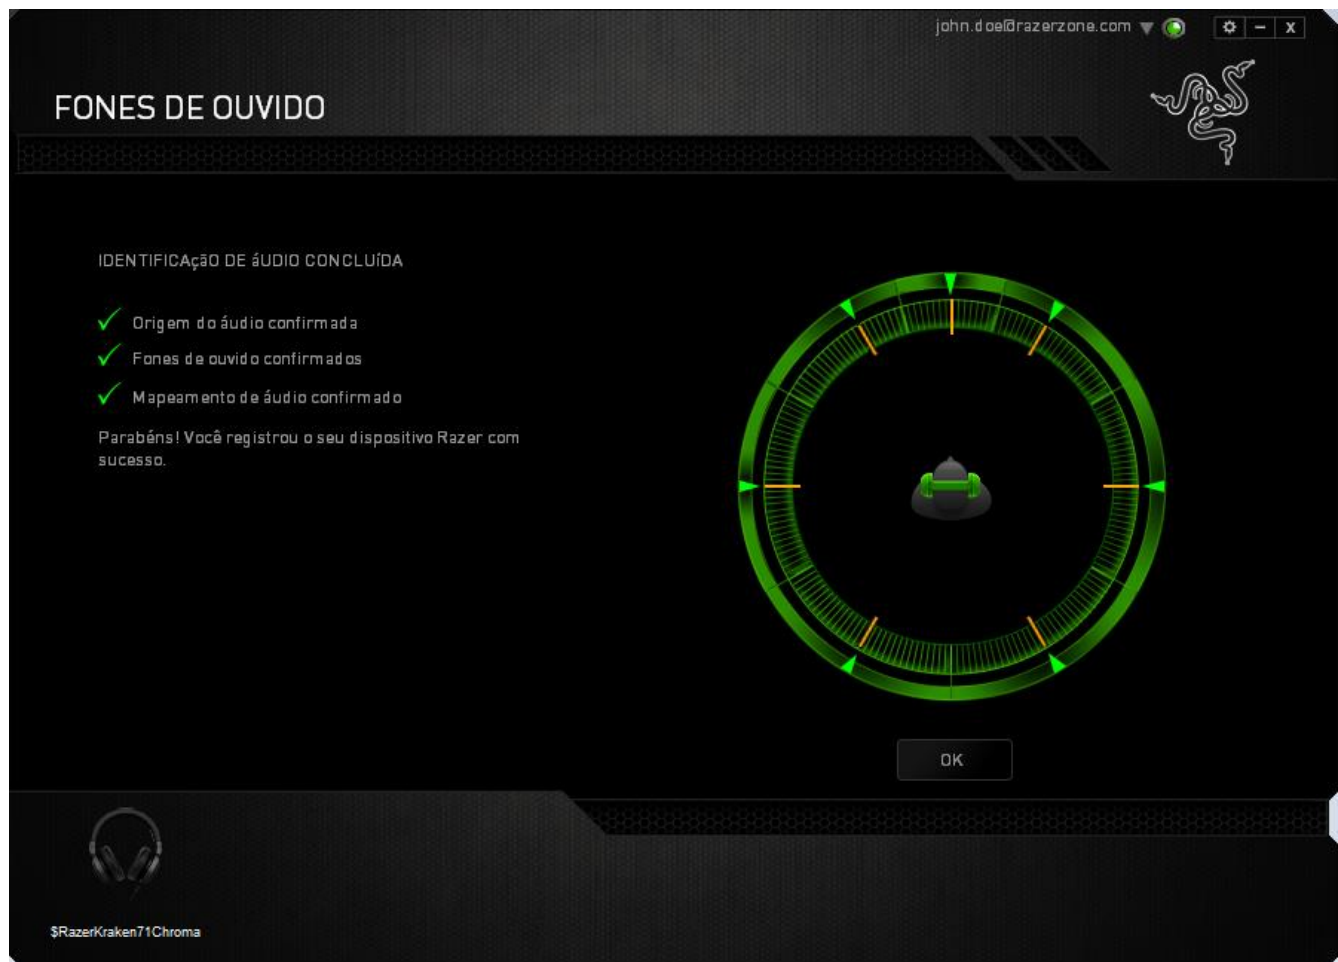 john.doe@razerzone.com
x
FONES DE OUVIDO
IDENTIFICAçãO DE áUDIO CONCLUíDA
Origem do áudio confirmada
Fones de ouvido confirmados
Mapeamento de áudio confirmado
Parabéns! Você registrou o seu dispositivo Razer com
sucesso.
OK
$RazerKraken71Chroma